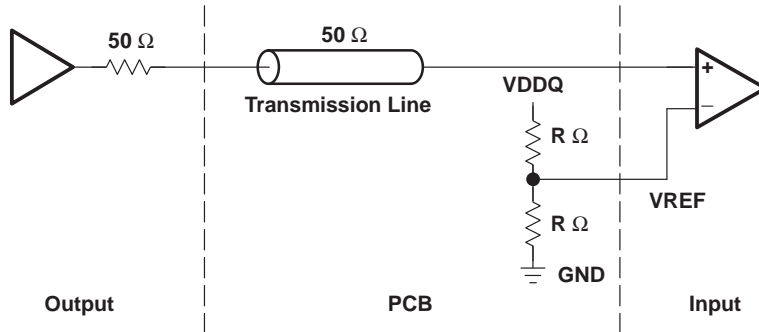 50 Ω
50 Ω
Transmission Line
VDDQ
+
−
R Ω
VREF
R Ω
GND
Output
PCB
Input